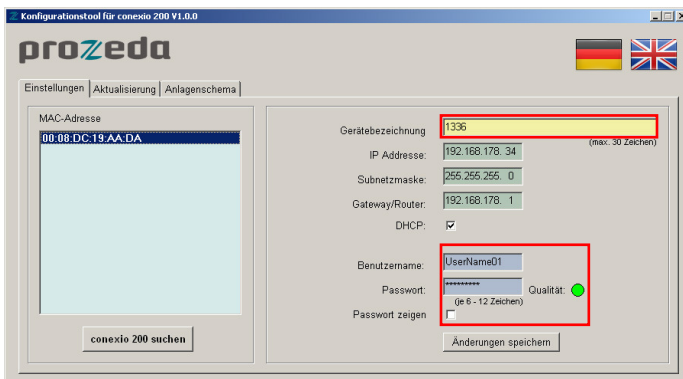 Konfigurationstool für conexio 200 V1.0.0
prozeda
Einstellungen Aktualisierung Anlagenschema
MAC-Adresse
00:08:DC:19:AA:DA
conexio 200 suchen
Gerätebezeichnung 1336
(max. 30 Zeichen)
IP Addresse: 192.168.178. 34
Subnetzmaske: 255.255.255. 0
Gateway/Router: 192.168.178. 1
DHCP:
Benutzername: UserName01
Passwort: ********* Qualität:
(je 6 - 12 Zeichen)
Passwort zeigen
Änderungen speichern